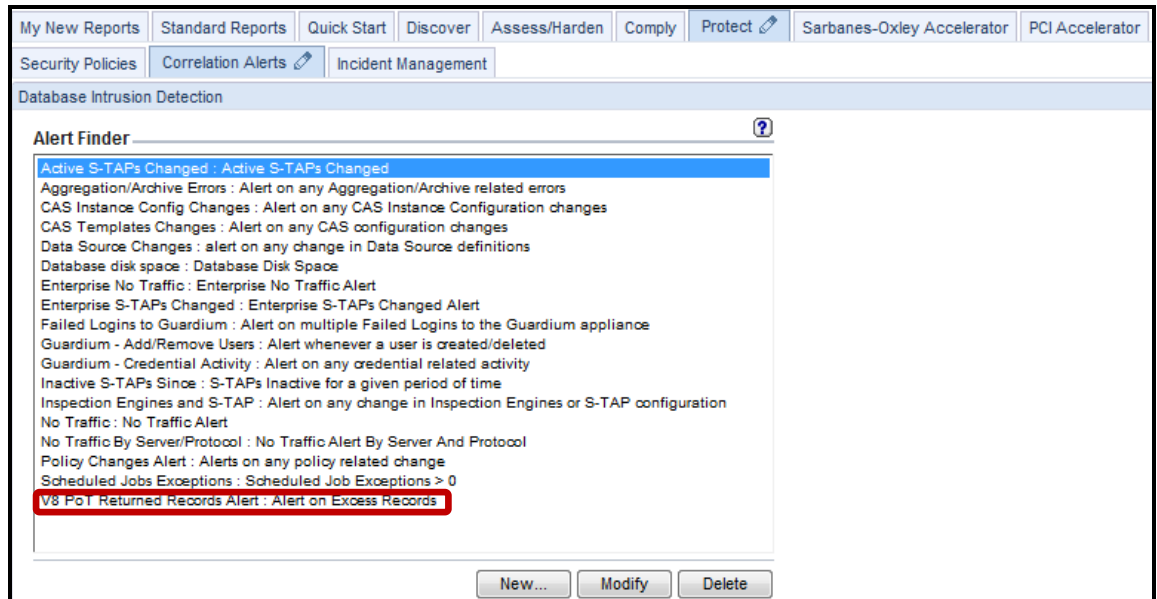 My New Reports Standard Reports Quick Start Discover Assess/Harden Comply Protect Sarbanes-Oxley Accelerator PCI Accelerator
Security Policies Correlation Alerts Incident Management
Database Intrusion Detection
Alert Finder ?
Active S-TAPs Changed : Active S-TAPs Changed
Aggregation/Archive Errors : Alert on any Aggregation/Archive related errors
CAS Instance Config Changes : Alert on any CAS Instance Configuration changes
CAS Templates Changes : Alert on any CAS configuration changes
Data Source Changes : alert on any change in Data Source definitions
Database disk space : Database Disk Space
Enterprise No Traffic : Enterprise No Traffic Alert
Enterprise S-TAPs Changed : Enterprise S-TAPs Changed Alert
Failed Logins to Guardium : Alert on multiple Failed Logins to the Guardium appliance
Guardium - Add/Remove Users : Alert whenever a user is created/deleted
Guardium - Credential Activity : Alert on any credential related activity
Inactive S-TAPs Since : S-TAPs Inactive for a given period of time
Inspection Engines and S-TAP : Alert on any change in Inspection Engines or S-TAP configuration
No Traffic : No Traffic Alert
No Traffic By Server/Protocol : No Traffic Alert By Server And Protocol
Policy Changes Alert : Alerts on any policy related change
Scheduled Jobs Exceptions : Scheduled Job Exceptions > 0
V8 PoT Returned Records Alert : Alert on Excess Records
New... Modify Delete